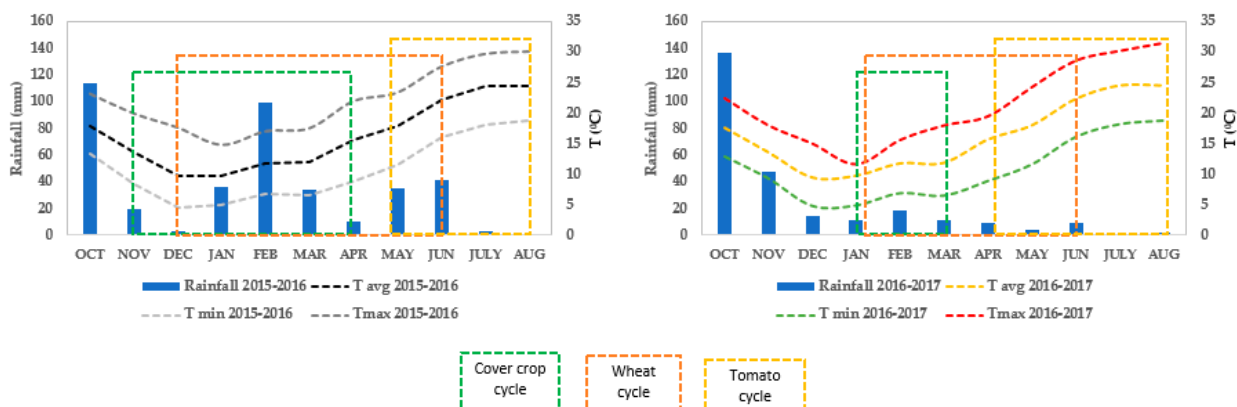 160 35
140 30
120 25
100 20
80 15
60 10
40 5
20 0
0
Rainfall (mm)
T (ºC)
OCT NOV DEC JAN FEB MAR APR MAY JUN JULY AUG
Rainfall 2015-2016 T avg 2015-2016
T min 2015-2016 Tmax 2015-2016
160 35
140 30
120 25
100 20
80 15
60 10
40 5
20 0
0
Rainfall (mm)
T (ºC)
OCT NOV DEC JAN FEB MAR APR MAY JUN JULY AUG
Rainfall 2016-2017 T avg 2016-2017
T min 2016-2017 Tmax 2016-2017
Cover crop
cycle
Wheat
cycle
Tomato
cycle